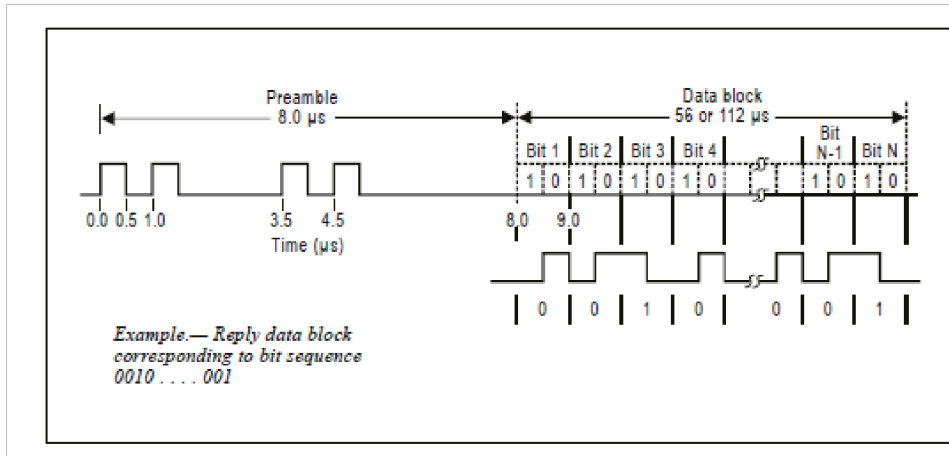 Preamble
8.0 µs
Data block
56 or 112 µs
Bit 1 Bit 2 Bit 3 Bit 4 Bit N-1 Bit N
1 0 1 0 1 0 1 0 1 0 1 0
0.0 0.5 1.0 3.5 4.5 8.0 9.0
Time (µs)
0 0 1 0 0 0 1
Example.— Reply data block
corresponding to bit sequence
0010 . . . . 001